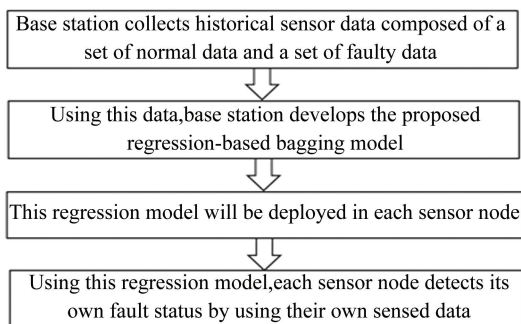 Base station collects historical sensor data composed of a
set of normal data and a set of faulty data
Using this data,base station develops the proposed
regression-based bagging model
This regression model will be deployed in each sensor node
Using this regression model,each sensor node detects its
own fault status by using their own sensed data